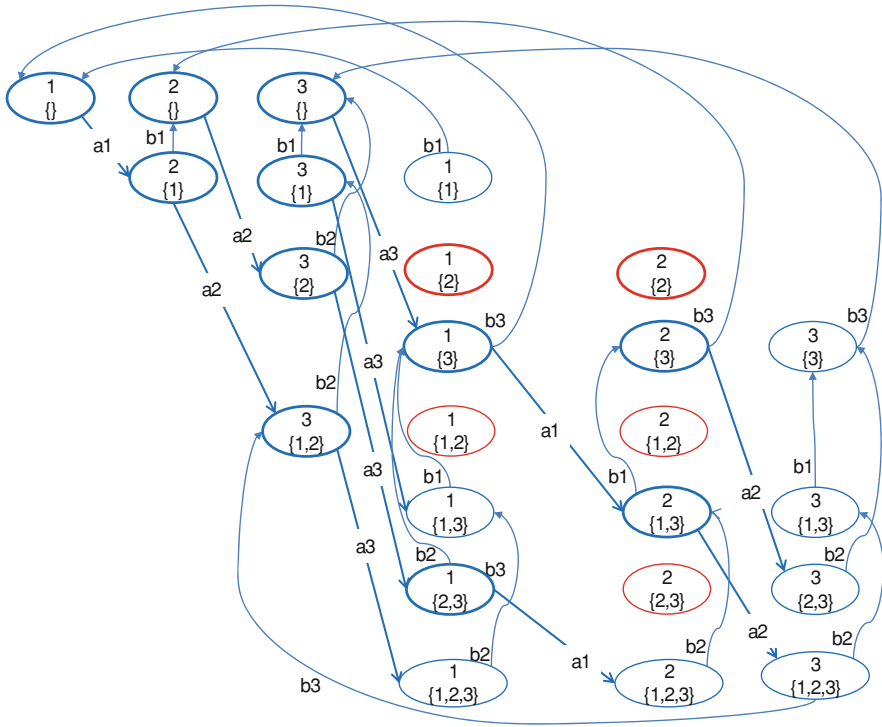 1
{}
2
{}
3
{}
a1
b1
b1
b1
2
{1}
3
{1}
1
{1}
a2
b2
a3
3
{2}
1
{2}
2
{2}
a2
b3
b3
1
{3}
2
{3}
3
{3}
a3
b2
3
{1,2}
1
{1,2}
2
{1,2}
a1
a3
b1
b1
b1
a2
1
{1,3}
2
{1,3}
3
{1,3}
a3
b2
b3
b2
1
{2,3}
2
{2,3}
3
{2,3}
a2
b2
b2
b2
a1
b3
1
{1,2,3}
2
{1,2,3}
3
{1,2,3}